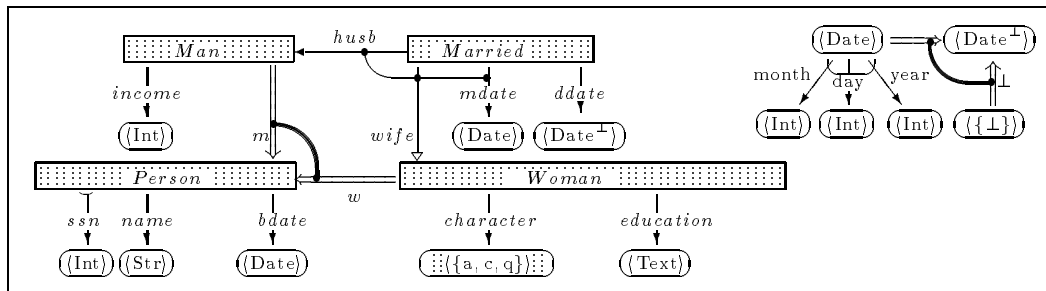 husb
Man Married ⟨Date⟩ ⟨Date⊥⟩
month day year ⊥
income mdate ddate
⟨Int⟩ m wife ⟨Date⟩ ⟨Date⊥⟩ ⟨Int⟩ ⟨Int⟩ ⟨Int⟩ ⟨{⊥}⟩
Person Woman
w
ssn name bdate character education
⟨Int⟩ ⟨Str⟩ ⟨Date⟩ ⟨{a, c, q}⟩ ⟨Text⟩